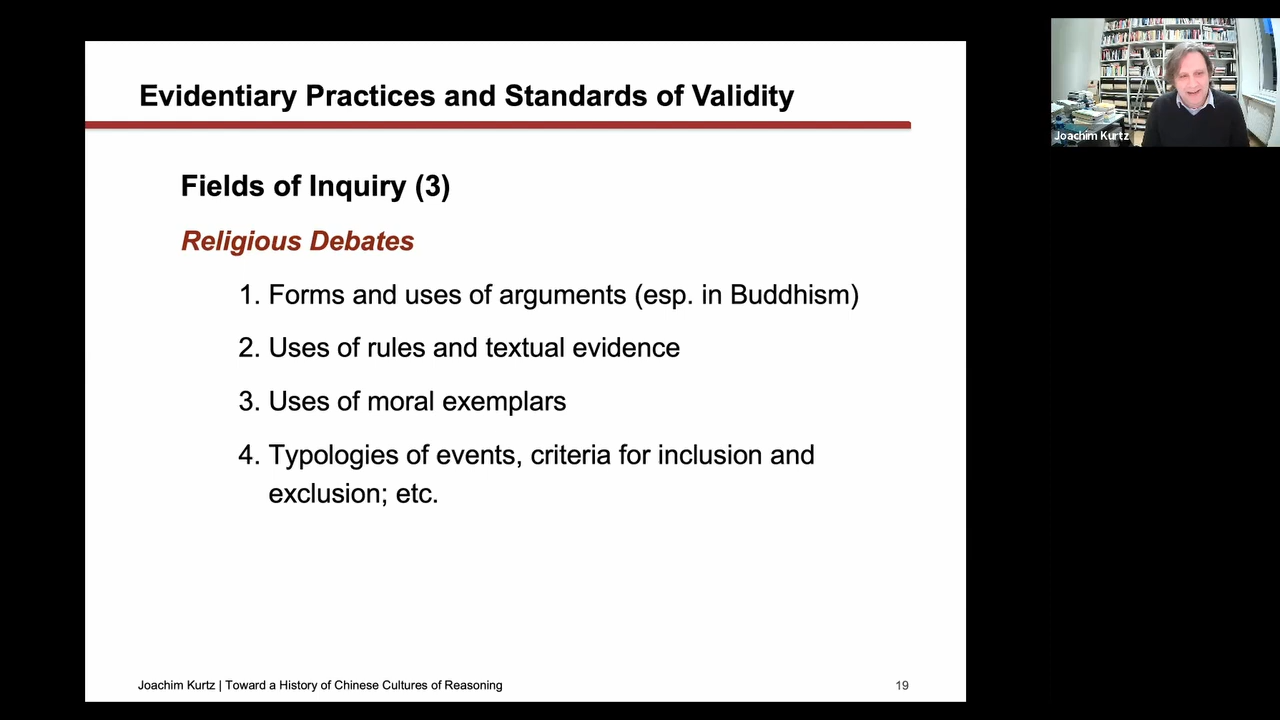 Evidentiary Practices and Standards of Validity
Fields of Inquiry (3)
Religious Debates
1. Forms and uses of arguments (esp. in Buddhism)
2. Uses of rules and textual evidence
3. Uses of moral exemplars
4. Typologies of events, criteria for inclusion and
exclusion; etc.
Joachim Kurtz | Toward a History of Chinese Cultures of Reasoning
19
Joachim Kurtz